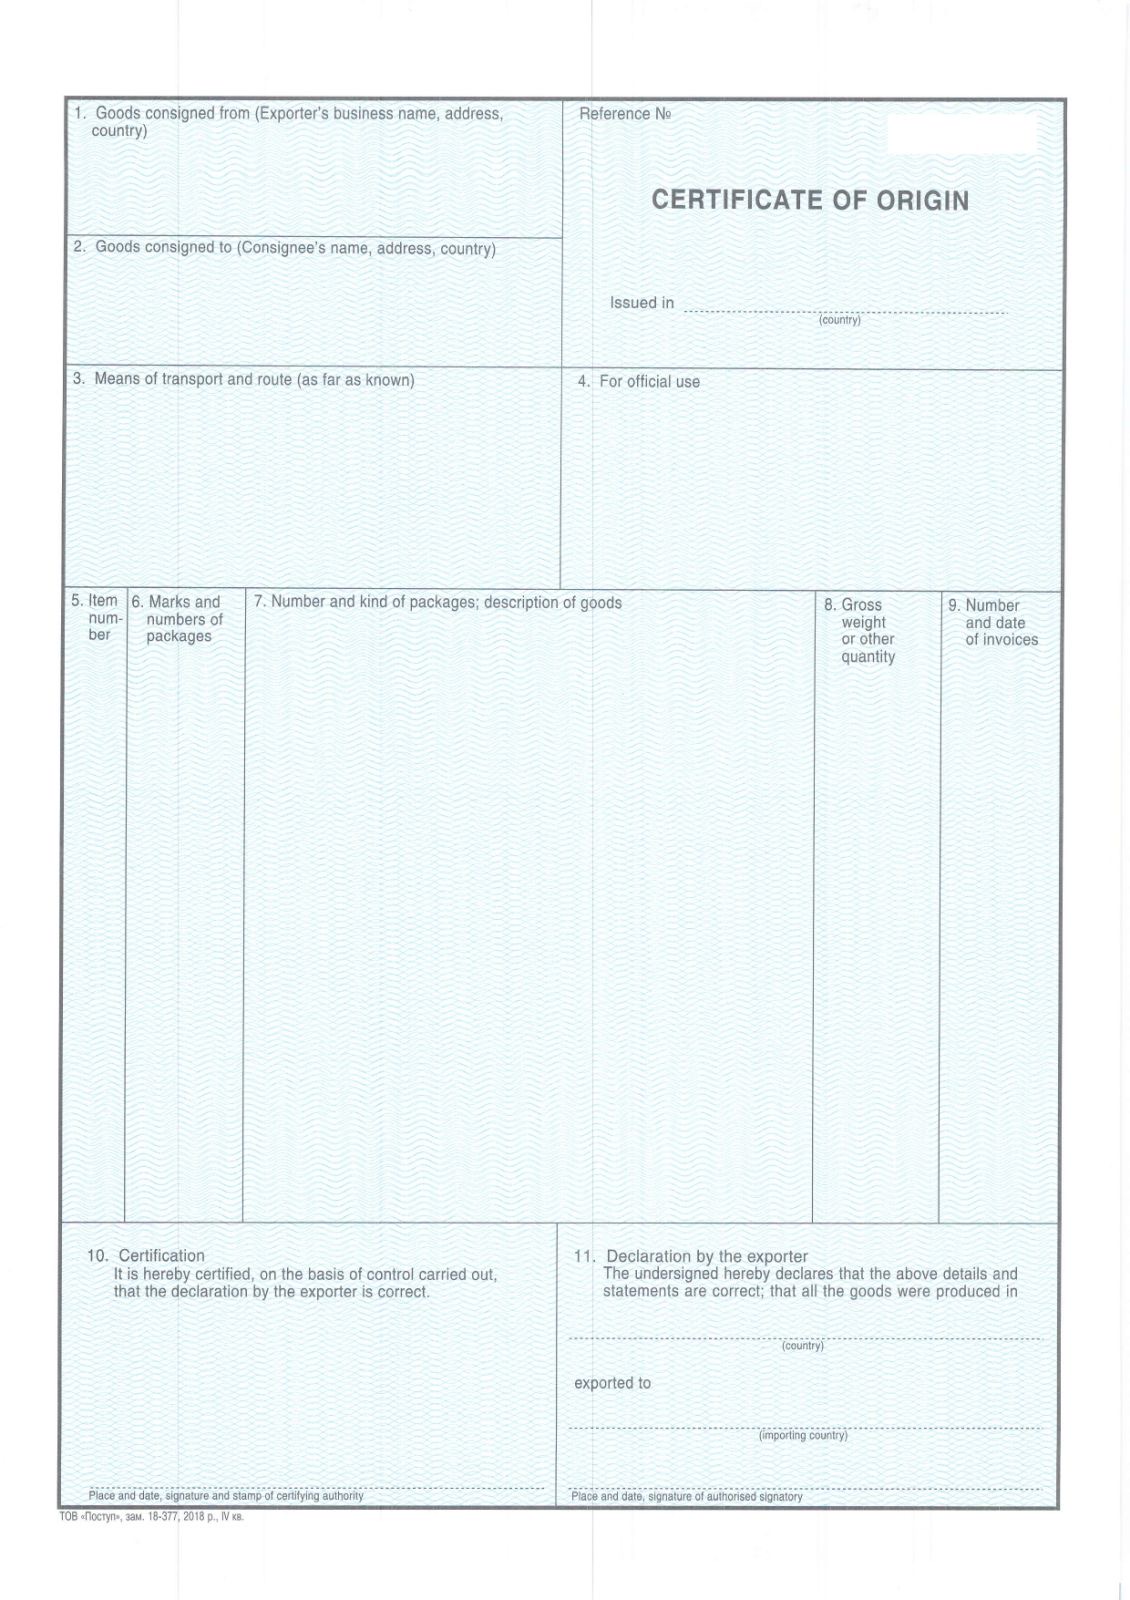 1. Goods consigned from (Exporter's business name, address,
country)
Reference №
CERTIFICATE OF ORIGIN
2. Goods consigned to (Consignee's name, address, country)
Issued in
(country)
3. Means of transport and route (as far as known)
4. For official use
5. Item
num-
ber
6. Marks and
numbers of
packages
7. Number and kind of packages; description of goods
8. Gross
weight
or other
quantity
9. Number
and date
of invoices
10. Certification
It is hereby certified, on the basis of control carried out,
that the declaration by the exporter is correct.
Place and date, signature and stamp of certifying authority
11. Declaration by the exporter
The undersigned hereby declares that the above details and
statements are correct; that all the goods were produced in
(country)
exported to
(importing country)
Place and date, signature of authorised signatory
ТОВ «Поступ», зам. 18-377, 2018 р., IV кв.